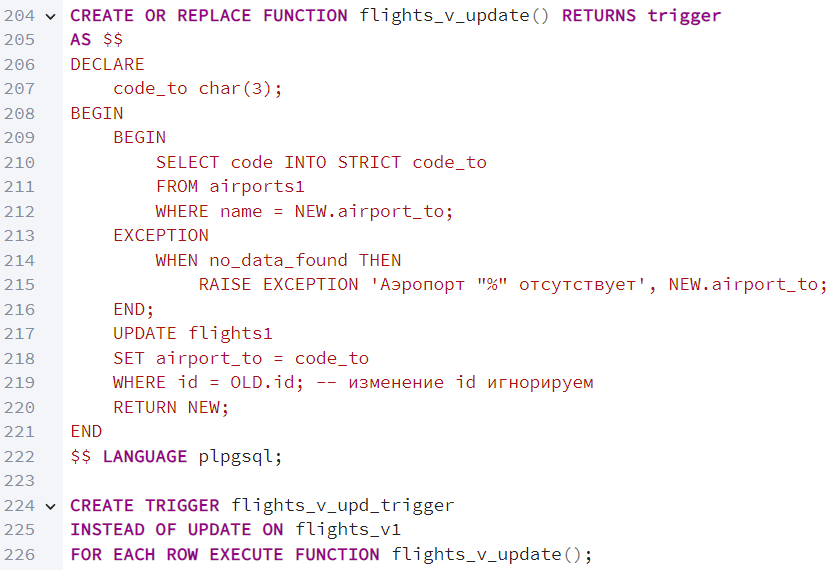 204 CREATE OR REPLACE FUNCTION flights_v_update() RETURNS trigger
205 AS $$
206 DECLARE
207     code_to char(3);
208 BEGIN
209     BEGIN
210         SELECT code INTO STRICT code_to
211         FROM airports1
212         WHERE name = NEW.airport_to;
213     EXCEPTION
214         WHEN no_data_found THEN
215             RAISE EXCEPTION 'Аэропорт "%" отсутствует', NEW.airport_to;
216     END;
217     UPDATE flights1
218     SET airport_to = code_to
219     WHERE id = OLD.id; -- изменение id игнорируем
220     RETURN NEW;
221 END
222 $$ LANGUAGE plpgsql;
223
224 CREATE TRIGGER flights_v_upd_trigger
225 INSTEAD OF UPDATE ON flights_v1
226 FOR EACH ROW EXECUTE FUNCTION flights_v_update();